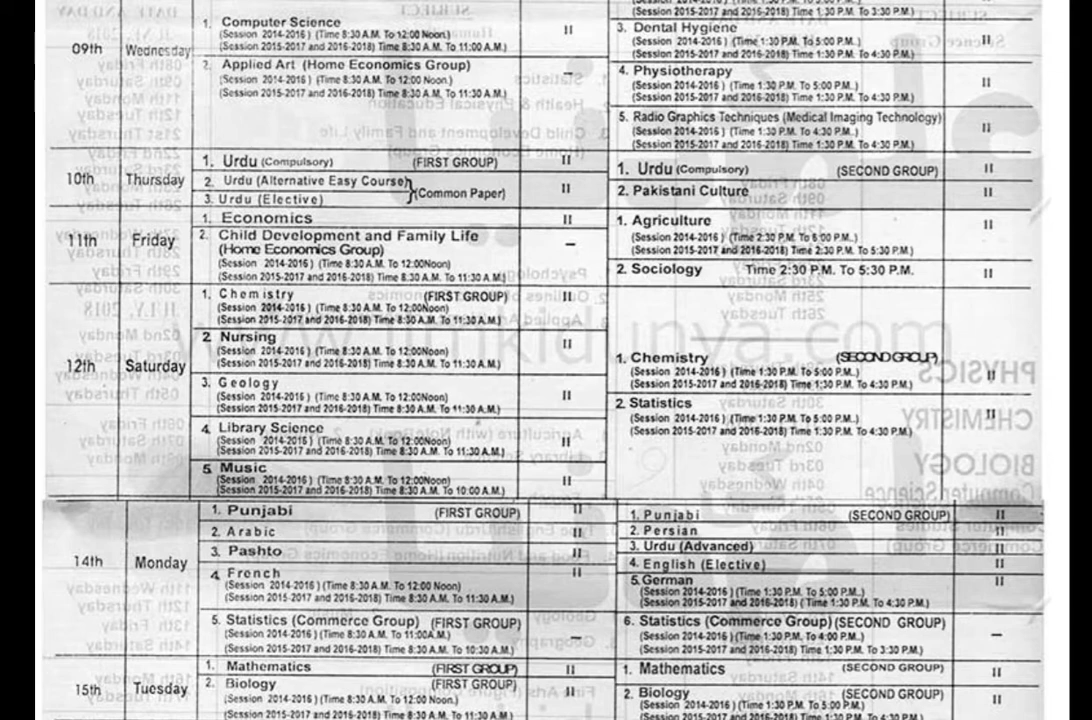 (Session 2015-2017 and 2016-2018) Time 1:30 P.M. To 3:30 P.M.)
09th Wednesday
1. Computer Science II
(Session 2014-2016) (Time 8:30 A.M. To 12:00 Noon.)
(Session 2015-2017 and 2016-2018) Time 8:30 A.M. To 11:00 A.M.)
2. Applied Art (Home Economics Group) –
(Session 2014-2016) (Time 8:30 A.M. To 12:00 Noon.)
(Session 2015-2017 and 2016-2018) Time 8:30 A.M. To 11:30 A.M.)
3. Dental Hygiene II
(Session 2014-2016) (Time 1:30 P.M. To 5:00 P.M.)
(Session 2015-2017 and 2016-2018) Time 1:30 P.M. To 4:30 P.M.)
4. Physiotherapy II
(Session 2014-2016) (Time 1:30 P.M. To 5:00 P.M.)
(Session 2015-2017 and 2016-2018) Time 1:30 P.M. To 4:30 P.M.)
5. Radio Graphics Techniques (Medical Imaging Technology) II
(Session 2014-2016) (Time 1:30 P.M. To 4:30 P.M.)
(Session 2015-2017 and 2016-2018) Time 1:30 P.M. To 4:30 P.M.)
10th Thursday
1. Urdu (Compulsory) (FIRST GROUP) II
2. Urdu (Alternative Easy Course)
3. Urdu (Elective)
(Common Paper) II
1. Urdu (Compulsory) (SECOND GROUP) II
2. Pakistani Culture II
11th Friday
1. Economics II
2. Child Development and Family Life –
(Home Economics Group)
(Session 2014-2016) (Time 8:30 A.M. To 12:00Noon)
(Session 2015-2017 and 2016-2018) Time 8:30 A.M. To 11:30 A.M.)
1. Agriculture II
(Session 2014-2016) (Time 2:30 P.M. To 6:00 P.M.)
(Session 2015-2017 and 2016-2018) Time 2:30 P.M. To 5:30 P.M.)
2. Sociology Time 2:30 P.M. To 5:30 P.M. II
12th Saturday
1. Chemistry (FIRST GROUP) II
(Session 2014-2016) (Time 8:30 A.M. To 12:00Noon)
(Session 2015-2017 and 2016-2018) Time 8:30 A.M. To 11:30 A.M.)
2. Nursing II
(Session 2014-2016) (Time 8:30 A.M. To 12:00Noon)
(Session 2015-2017 and 2016-2018) Time 8:30 A.M. To 11:30 A.M.)
3. Geology II
(Session 2014-2016) (Time 8:30 A.M. To 12:00Noon)
(Session 2015-2017 and 2016-2018) Time 8:30 A.M. To 11:30 A.M.)
4. Library Science II
(Session 2014-2016) (Time 8:30 A.M. To 12:00Noon)
(Session 2015-2017 and 2016-2018) Time 8:30 A.M. To 11:30 A.M.)
5. Music II
(Session 2014-2016) (Time 8:30 A.M. To 12:00Noon)
(Session 2015-2017 and 2016-2018) Time 8:30 A.M. To 10:00 A.M.)
1. Chemistry (SECOND GROUP) II
(Session 2014-2016) (Time 1:30 P.M. To 5:00 P.M.)
(Session 2015-2017 and 2016-2018) Time 1:30 P.M. To 4:30 P.M.)
2. Statistics II
(Session 2014-2016) (Time 1:30 P.M. To 5:00 P.M.)
(Session 2015-2017 and 2016-2018) Time 1:30 P.M. To 4:30 P.M.)
14th Monday
1. Punjabi (FIRST GROUP) II
2. Arabic II
3. Pashto II
4. French II
(Session 2014-2016) (Time 8:30 A.M. To 12:00 Noon)
(Session 2015-2017 and 2016-2018) Time 8:30 A.M. To 11:30 A.M.)
5. Statistics (Commerce Group) (FIRST GROUP) –
(Session 2014-2016) (Time 8:30 A.M. To 11:00A.M.)
(Session 2015-2017 and 2016-2018) Time 8:30 A.M. To 10:30 A.M.)
1. Punjabi (SECOND GROUP) II
2. Persian II
3. Urdu (Advanced) II
4. English (Elective) II
5. German II
(Session 2014-2016) (Time 1:30 P.M. To 5:00 P.M.)
(Session 2015-2017 and 2016-2018) (Time 1:30 P.M. To 4:30 P.M.)
6. Statistics (Commerce Group) (SECOND GROUP) –
(Session 2014-2016) (Time 1:30 P.M. To 4:00 P.M.)
(Session 2015-2017 and 2016-2018) Time 1:30 P.M. To 3:30 P.M.)
15th Tuesday
1. Mathematics (FIRST GROUP) II
2. Biology (FIRST GROUP) II
(Session 2014-2016) (Time 8:30 A.M. To 12:00 Noon.)
(Session 2015-2017 and 2016-2018) Time 8:30 A.M. To 11:30 A.M.)
1. Mathematics (SECOND GROUP) II
2. Biology (SECOND GROUP) II
(Session 2014-2016) (Time 1:30 P.M. To 5:00 P.M.)
(Session 2015-2017 and 2016-2018) Time 1:30 P.M. To 4:30 P.M.)